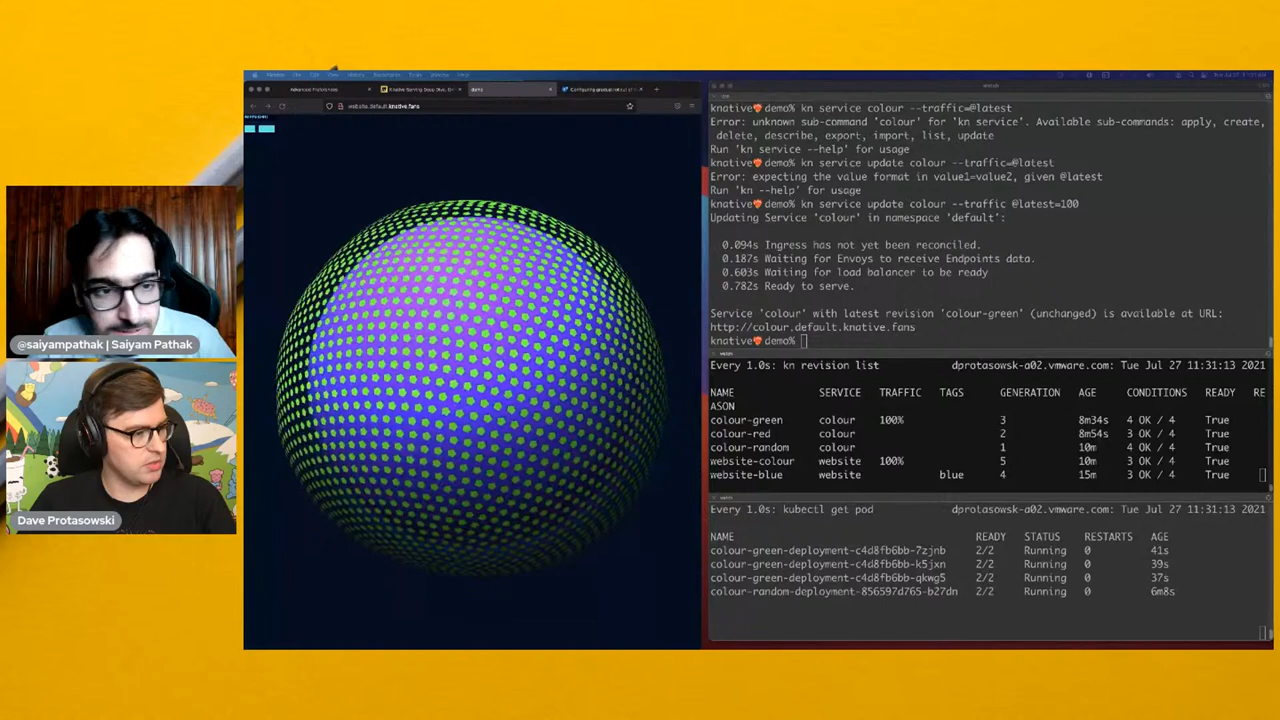 @saiyampathak | Saiyam Pathak
Dave Protasowski
Advanced Preferences
Knative Serving Deep Dive, D
demo
website.default.knative.fans
knative❤️‍🔥 demo% kn service colour --traffic=@latest
Error: unknown sub-command 'colour' for 'kn service'. Available sub-commands: apply, create,
delete, describe, export, import, list, update
Run 'kn service --help' for usage
knative❤️‍🔥 demo% kn service update colour --traffic=@latest
Error: expecting the value format in value1=value2, given @latest
Run 'kn --help' for usage
knative❤️‍🔥 demo% kn service update colour --traffic @latest=100
Updating Service 'colour' in namespace 'default':
0.094s Ingress has not yet been reconciled.
0.187s Waiting for Envoys to receive Endpoints data.
0.603s Waiting for load balancer to be ready
0.782s Ready to serve.
Service 'colour' with latest revision 'colour-green' (unchanged) is available at URL:
http://colour.default.knative.fans
knative❤️‍🔥 demo%
Every 1.0s: kn revision list dprotasowsk-a02.vmware.com: Tue Jul 27 11:31:13 2021
NAME SERVICE TRAFFIC TAGS GENERATION AGE CONDITIONS READY RE
ASON
colour-green colour 100% 3 8m34s 4 OK / 4 True
colour-red colour 2 8m54s 3 OK / 4 True
colour-random colour 1 10m 4 OK / 4 True
website-colour website 100% 5 10m 3 OK / 4 True
website-blue website blue 4 15m 3 OK / 4 True
Every 1.0s: kubectl get pod dprotasowsk-a02.vmware.com: Tue Jul 27 11:31:13 2021
NAME READY STATUS RESTARTS AGE
colour-green-deployment-c4d8fb6bb-7zjnb 2/2 Running 0 41s
colour-green-deployment-c4d8fb6bb-k5jxn 2/2 Running 0 39s
colour-green-deployment-c4d8fb6bb-qkwg5 2/2 Running 0 37s
colour-random-deployment-856597d765-b27dn 2/2 Running 0 6m8s